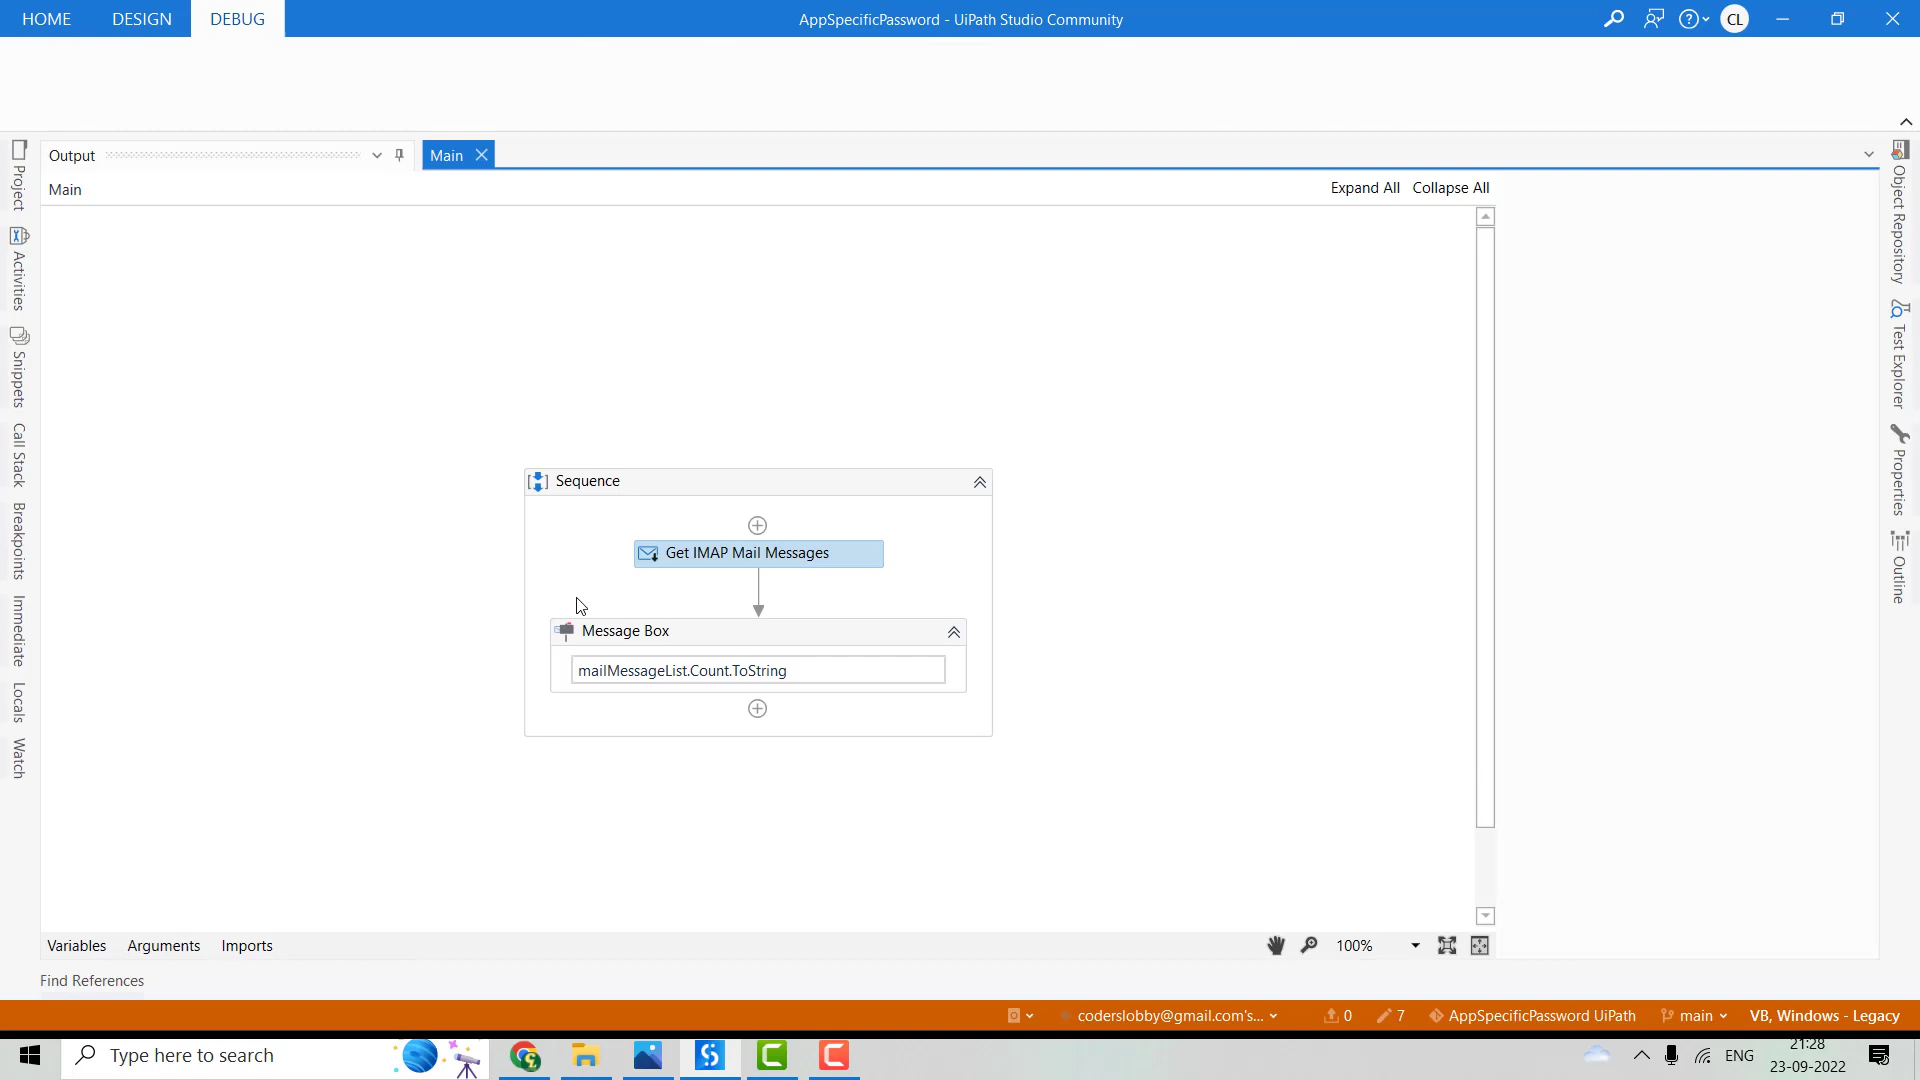 HOME DESIGN DEBUG
AppSpecificPassword - UiPath Studio Community
CL
Output
Main
Main
Expand All Collapse All
Project
Activities
Snippets
Call Stack
Breakpoints
Immediate
Locals
Watch
Sequence
Get IMAP Mail Messages
Message Box
mailMessageList.Count.ToString
Object Repository
Test Explorer
Properties
Outline
Variables Arguments Imports
100%
Find References
coderslobby@gmail.com's...
0
7
AppSpecificPassword UiPath
main
VB, Windows - Legacy
Type here to search
ENG
21:28
23-09-2022